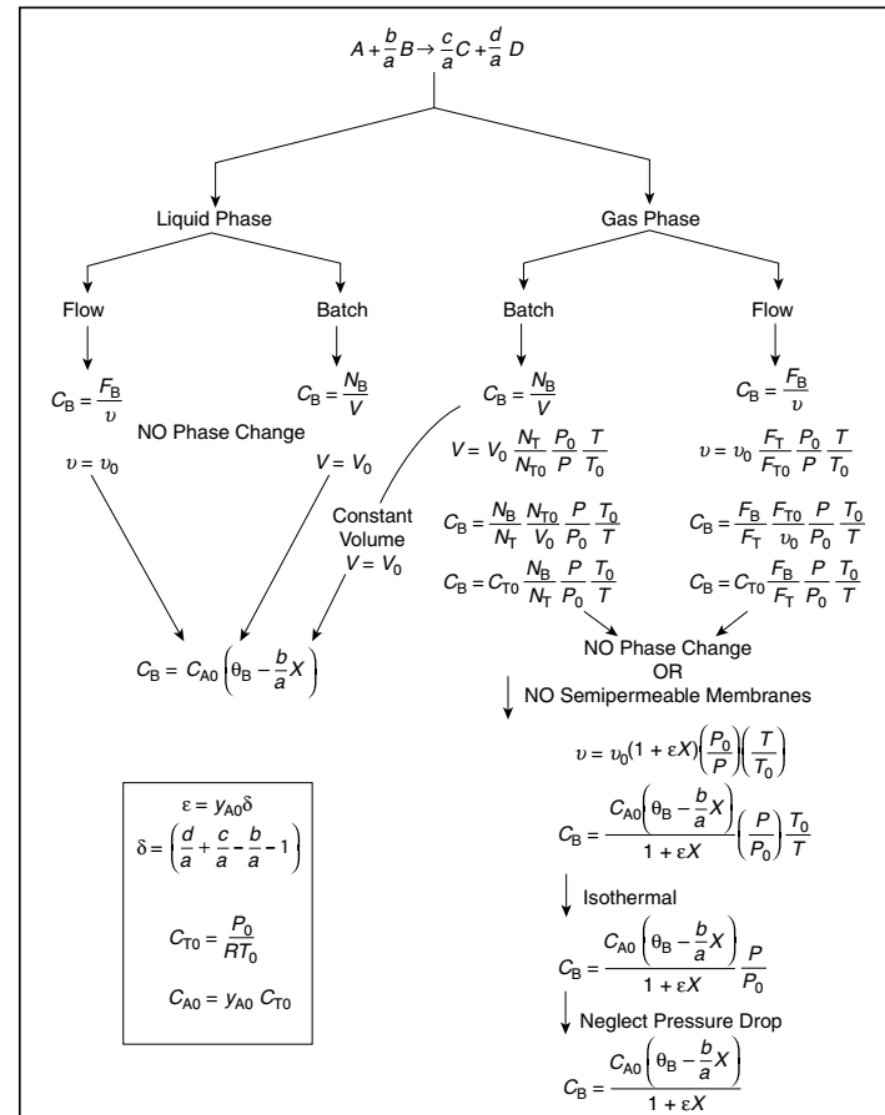 A + b/a B → c/a C + d/a D
Liquid Phase
Gas Phase
Flow
Batch
Batch
Flow
C_B = F_B/υ
C_B = N_B/V
C_B = N_B/V
C_B = F_B/υ
NO Phase Change
υ = υ_0
V = V_0
V = V_0 N_T/N_T0 P_0/P T/T_0
υ = υ_0 F_T/F_T0 P_0/P T/T_0
Constant
Volume
V = V_0
C_B = N_B/N_T N_T0/V_0 P/P_0 T_0/T
C_B = F_B/F_T F_T0/υ_0 P/P_0 T_0/T
C_B = C_T0 N_B/N_T P/P_0 T_0/T
C_B = C_T0 F_B/F_T P/P_0 T_0/T
C_B = C_A0 (θ_B − b/a X)
NO Phase Change
OR
NO Semipermeable Membranes
υ = υ_0(1 + εX)(P_0/P)(T/T_0)
C_B = C_A0(θ_B − b/a X)/(1 + εX) (P/P_0) T_0/T
Isothermal
C_B = C_A0(θ_B − b/a X)/(1 + εX) P/P_0
Neglect Pressure Drop
C_B = C_A0(θ_B − b/a X)/(1 + εX)
ε = y_A0 δ
δ = (d/a + c/a − b/a − 1)
C_T0 = P_0/RT_0
C_A0 = y_A0 C_T0